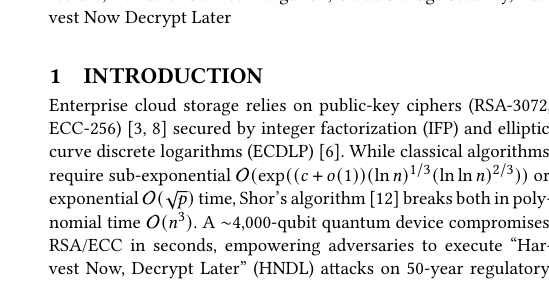 vest Now Decrypt Later
1 INTRODUCTION
Enterprise cloud storage relies on public-key ciphers (RSA-3072,
ECC-256) [3, 8] secured by integer factorization (IFP) and elliptic
curve discrete logarithms (ECDLP) [6]. While classical algorithms
require sub-exponential O(exp((c + o(1))(ln n)^{1/3}(ln ln n)^{2/3})) or
exponential O(√p) time, Shor's algorithm [12] breaks both in poly-
nomial time O(n³). A ~4,000-qubit quantum device compromises
RSA/ECC in seconds, empowering adversaries to execute “Har-
vest Now, Decrypt Later” (HNDL) attacks on 50-year regulatory